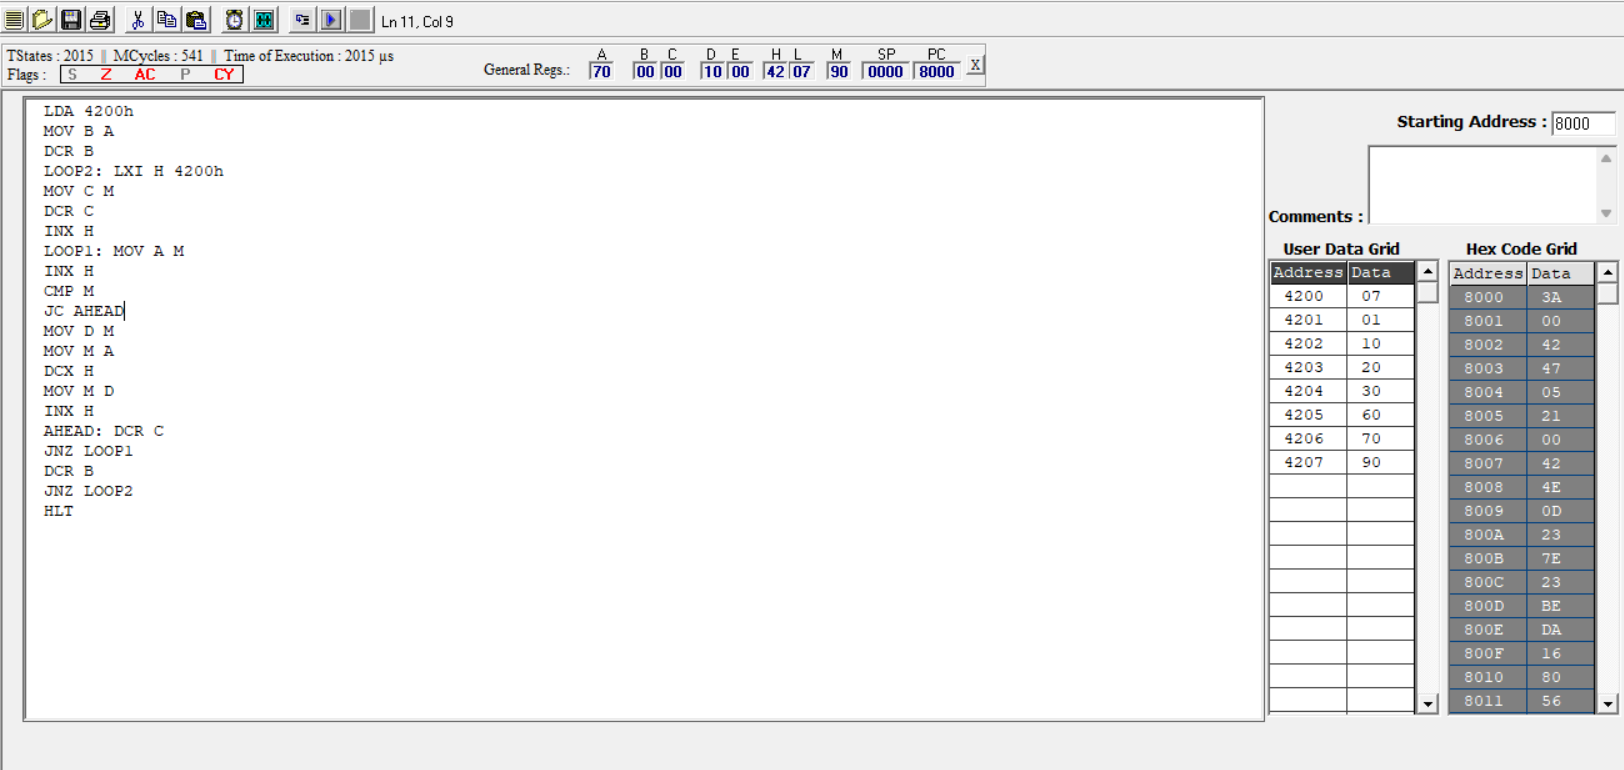 Ln 11, Col 9
TStates : 2015 || MCycles : 541 || Time of Execution : 2015 µs
Flags : S Z AC P CY
General Regs.: A B C D E H L M SP PC X
70 00 00 10 00 42 07 90 0000 8000
LDA 4200h
MOV B A
DCR B
LOOP2: LXI H 4200h
MOV C M
DCR C
INX H
LOOP1: MOV A M
INX H
CMP M
JC AHEAD
MOV D M
MOV M A
DCX H
MOV M D
INX H
AHEAD: DCR C
JNZ LOOP1
DCR B
JNZ LOOP2
HLT
Starting Address : 8000
Comments :
User Data Grid
Address Data
4200 07
4201 01
4202 10
4203 20
4204 30
4205 60
4206 70
4207 90
Hex Code Grid
Address Data
8000 3A
8001 00
8002 42
8003 47
8004 05
8005 21
8006 00
8007 42
8008 4E
8009 0D
800A 23
800B 7E
800C 23
800D BE
800E DA
800F 16
8010 80
8011 56